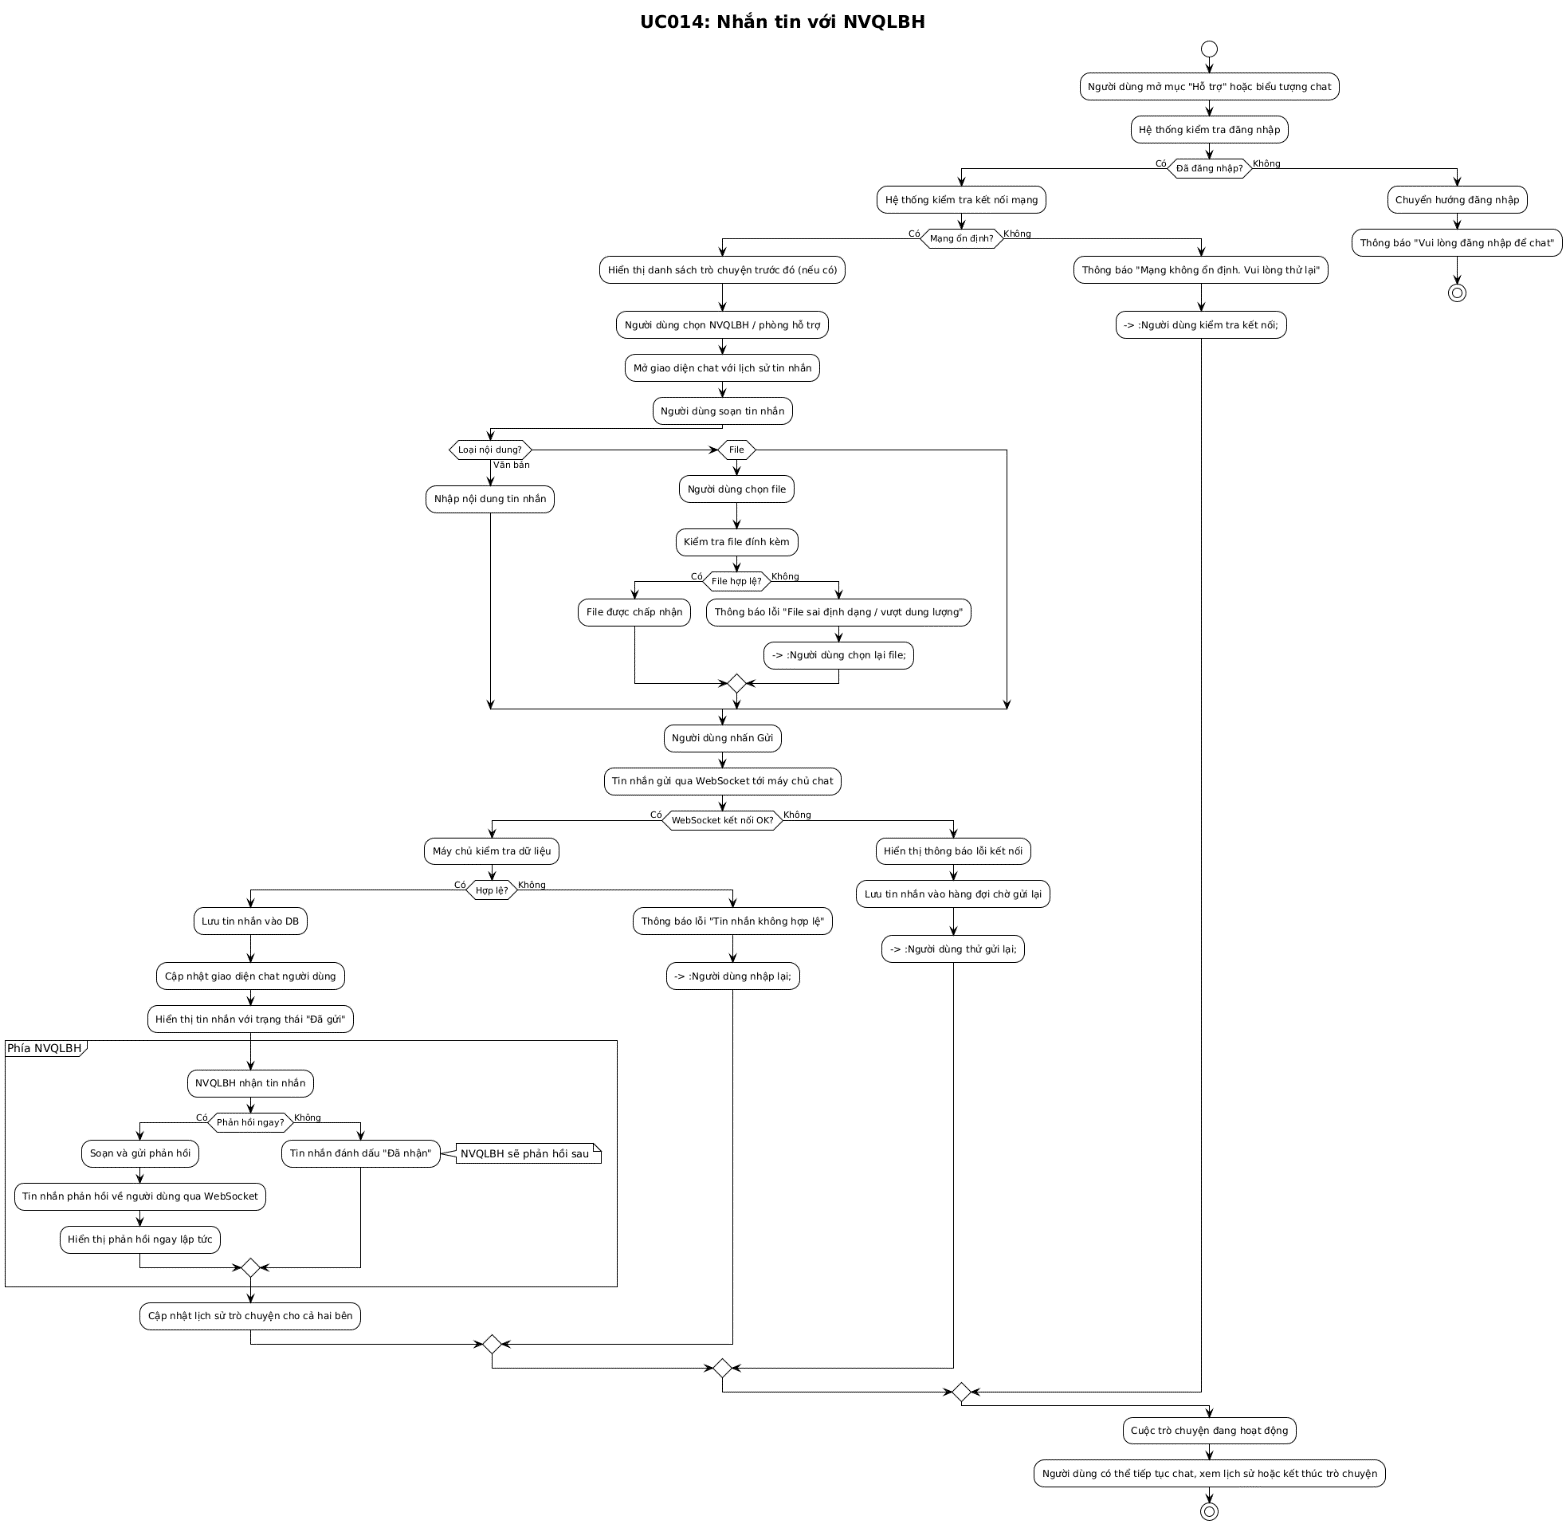 UC014: Nhắn tin với NVQLBH
Người dùng mở mục "Hỗ trợ" hoặc biểu tượng chat
Hệ thống kiểm tra đăng nhập
Có
Đã đăng nhập?
Không
Hệ thống kiểm tra kết nối mạng
Chuyển hướng đăng nhập
Có
Mạng ổn định?
Không
Thông báo "Vui lòng đăng nhập để chat"
Hiển thị danh sách trò chuyện trước đó (nếu có)
Thông báo "Mạng không ổn định. Vui lòng thử lại"
Người dùng chọn NVQLBH / phòng hỗ trợ
-> :Người dùng kiểm tra kết nối;
Mở giao diện chat với lịch sử tin nhắn
Người dùng soạn tin nhắn
Loại nội dung?
File
Văn bản
Nhập nội dung tin nhắn
Người dùng chọn file
Kiểm tra file đính kèm
Có
File hợp lệ?
Không
File được chấp nhận
Thông báo lỗi "File sai định dạng / vượt dung lượng"
-> :Người dùng chọn lại file;
Người dùng nhấn Gửi
Tin nhắn gửi qua WebSocket tới máy chủ chat
Có
WebSocket kết nối OK?
Không
Máy chủ kiểm tra dữ liệu
Hiển thị thông báo lỗi kết nối
Có
Hợp lệ?
Không
Lưu tin nhắn vào hàng đợi chờ gửi lại
Lưu tin nhắn vào DB
Thông báo lỗi "Tin nhắn không hợp lệ"
-> :Người dùng thử gửi lại;
Cập nhật giao diện chat người dùng
-> :Người dùng nhập lại;
Hiển thị tin nhắn với trạng thái "Đã gửi"
Phía NVQLBH
NVQLBH nhận tin nhắn
Có
Phản hồi ngay?
Không
Soạn và gửi phản hồi
Tin nhắn đánh dấu "Đã nhận"
NVQLBH sẽ phản hồi sau
Tin nhắn phản hồi về người dùng qua WebSocket
Hiển thị phản hồi ngay lập tức
Cập nhật lịch sử trò chuyện cho cả hai bên
Cuộc trò chuyện đang hoạt động
Người dùng có thể tiếp tục chat, xem lịch sử hoặc kết thúc trò chuyện